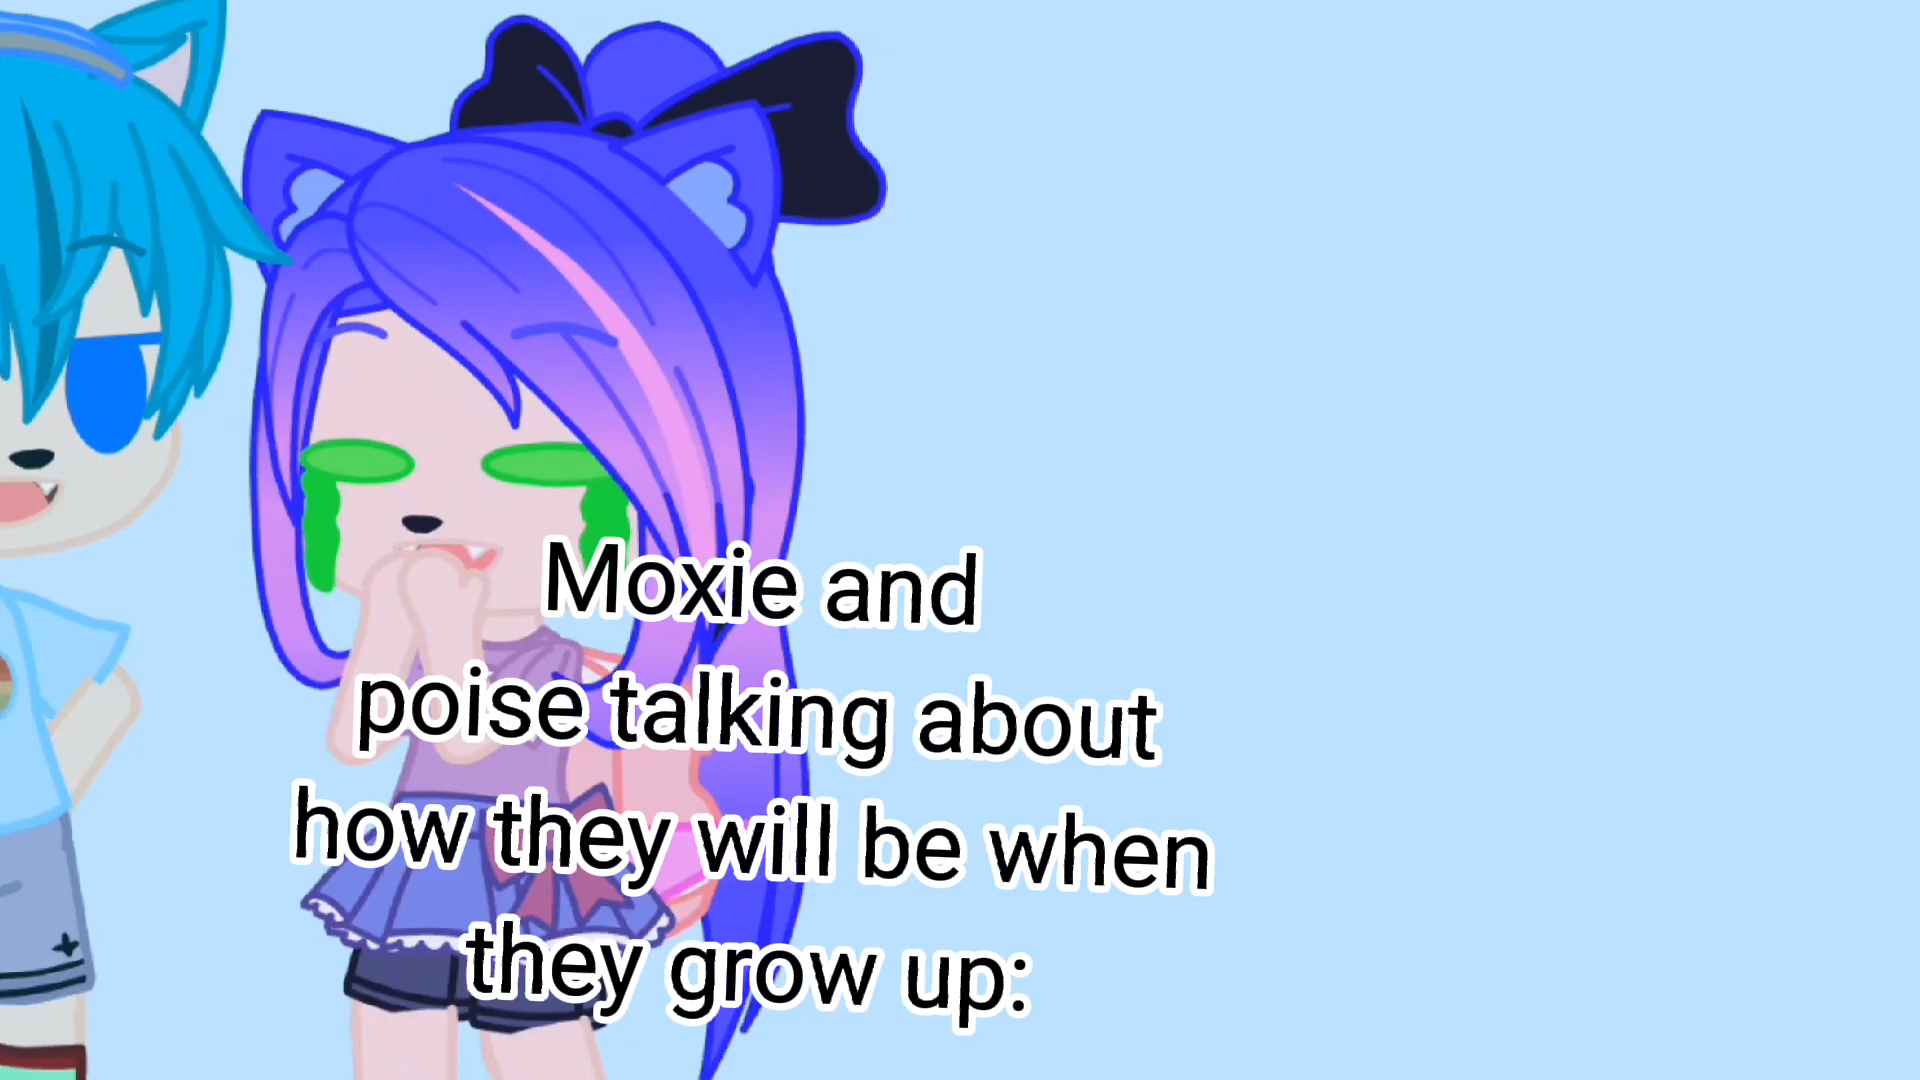 Moxie and
poise talking about
how they will be when
they grow up: